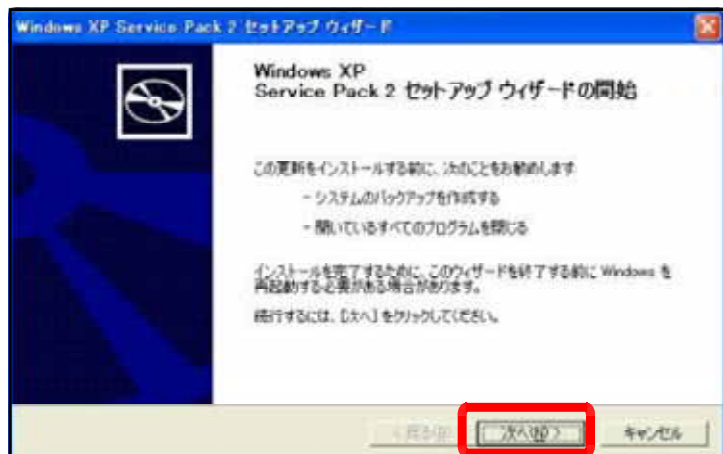 Windows XP Service Pack 2 セットアップ ウィザード
Windows XP
Service Pack 2 セットアップ ウィザードの開始
この更新をインストールする前に、次のことをお勧めします
- システムのバックアップを作成する
- 開いているすべてのプログラムを閉じる
インストールを完了するために、このウィザードを終了する前に Windows を
再起動する必要がある場合があります。
続行するには、[次へ] をクリックしてください。
< 戻る(B) 次へ(N) > キャンセル